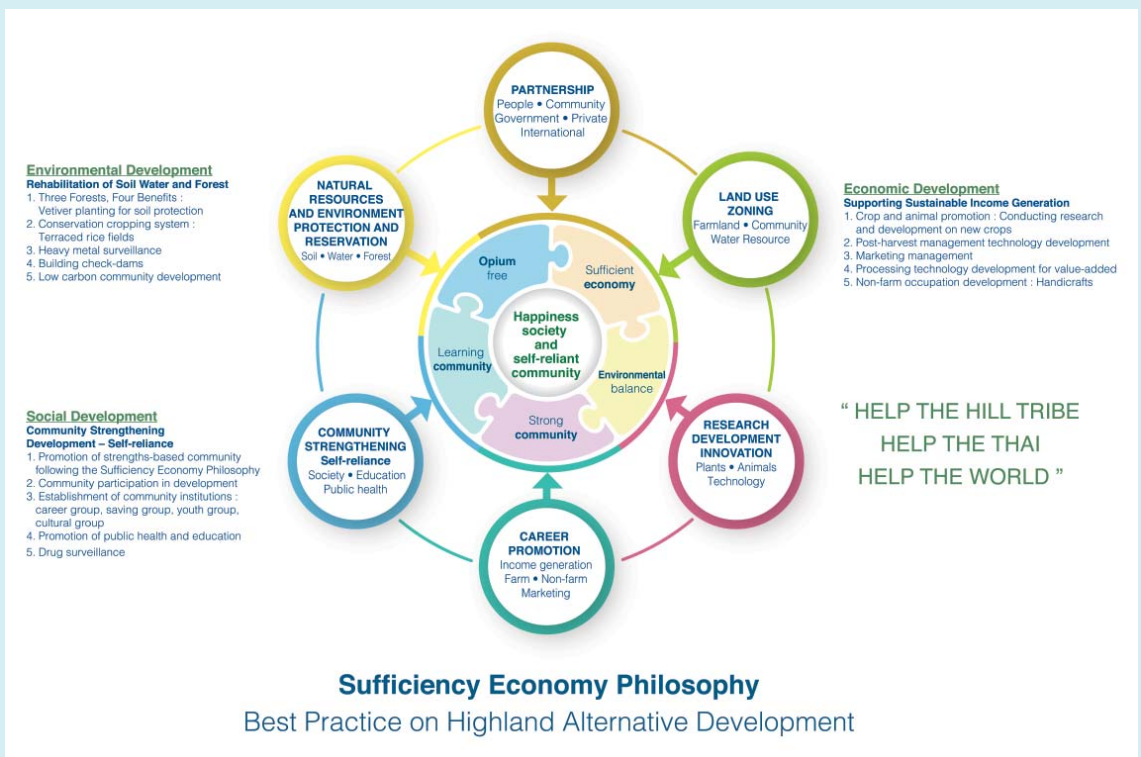 PARTNERSHIP
People • Community
Government • Private
International
Environmental Development
Rehabilitation of Soil Water and Forest
1. Three Forests, Four Benefits :
Vetiver planting for soil protection
2. Conservation cropping system :
Terraced rice fields
3. Heavy metal surveillance
4. Building check-dams
5. Low carbon community development
NATURAL
RESOURCES
AND ENVIRONMENT
PROTECTION AND
RESERVATION
Soil • Water • Forest
LAND USE
ZONING
Farmland • Community
Water Resource
Economic Development
Supporting Sustainable Income Generation
1. Crop and animal promotion : Conducting research
and development on new crops
2. Post-harvest management technology development
3. Marketing management
4. Processing technology development for value-added
5. Non-farm occupation development : Handicrafts
Opium
free
Sufficient
economy
Happiness
society
and
self-reliant
community
Learning
community
Environmental
balance
Strong
community
Social Development
Community Strengthening
Development – Self-reliance
1. Promotion of strengths-based community
following the Sufficiency Economy Philosophy
2. Community participation in development
3. Establishment of community institutions :
career group, saving group, youth group,
cultural group
4. Promotion of public health and education
5. Drug surveillance
COMMUNITY
STRENGTHENING
Self-reliance
Society • Education
Public health
RESEARCH
DEVELOPMENT
INNOVATION
Plants • Animals
Technology
“ HELP THE HILL TRIBE
HELP THE THAI
HELP THE WORLD ”
CAREER
PROMOTION
Income generation
Farm • Non-farm
Marketing
Sufficiency Economy Philosophy
Best Practice on Highland Alternative Development